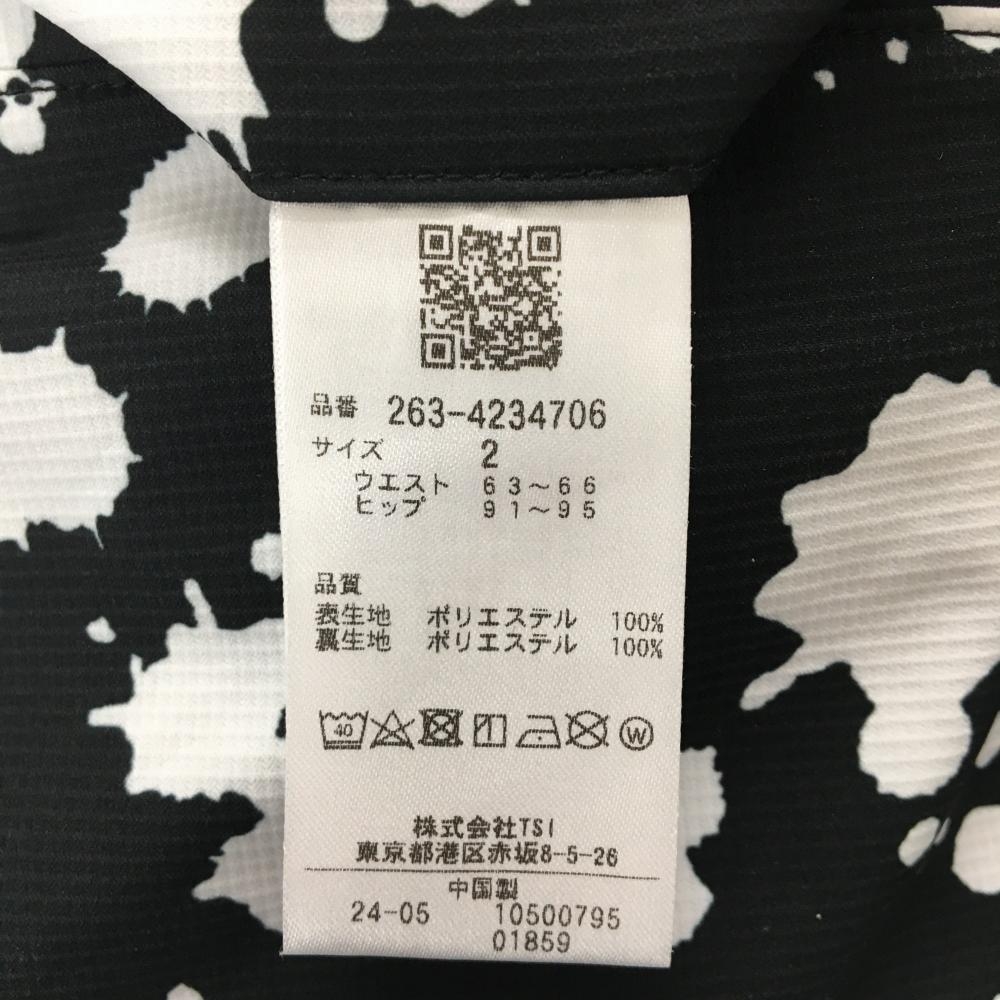 品番 263-4234706
サイズ 2
ウエスト 63~66
ヒップ 91~95
品質
表生地 ポリエステル 100%
裏生地 ポリエステル 100%
40 W
株式会社TSI
東京都港区赤坂8-5-26
中国製
24-05 10500795
01859